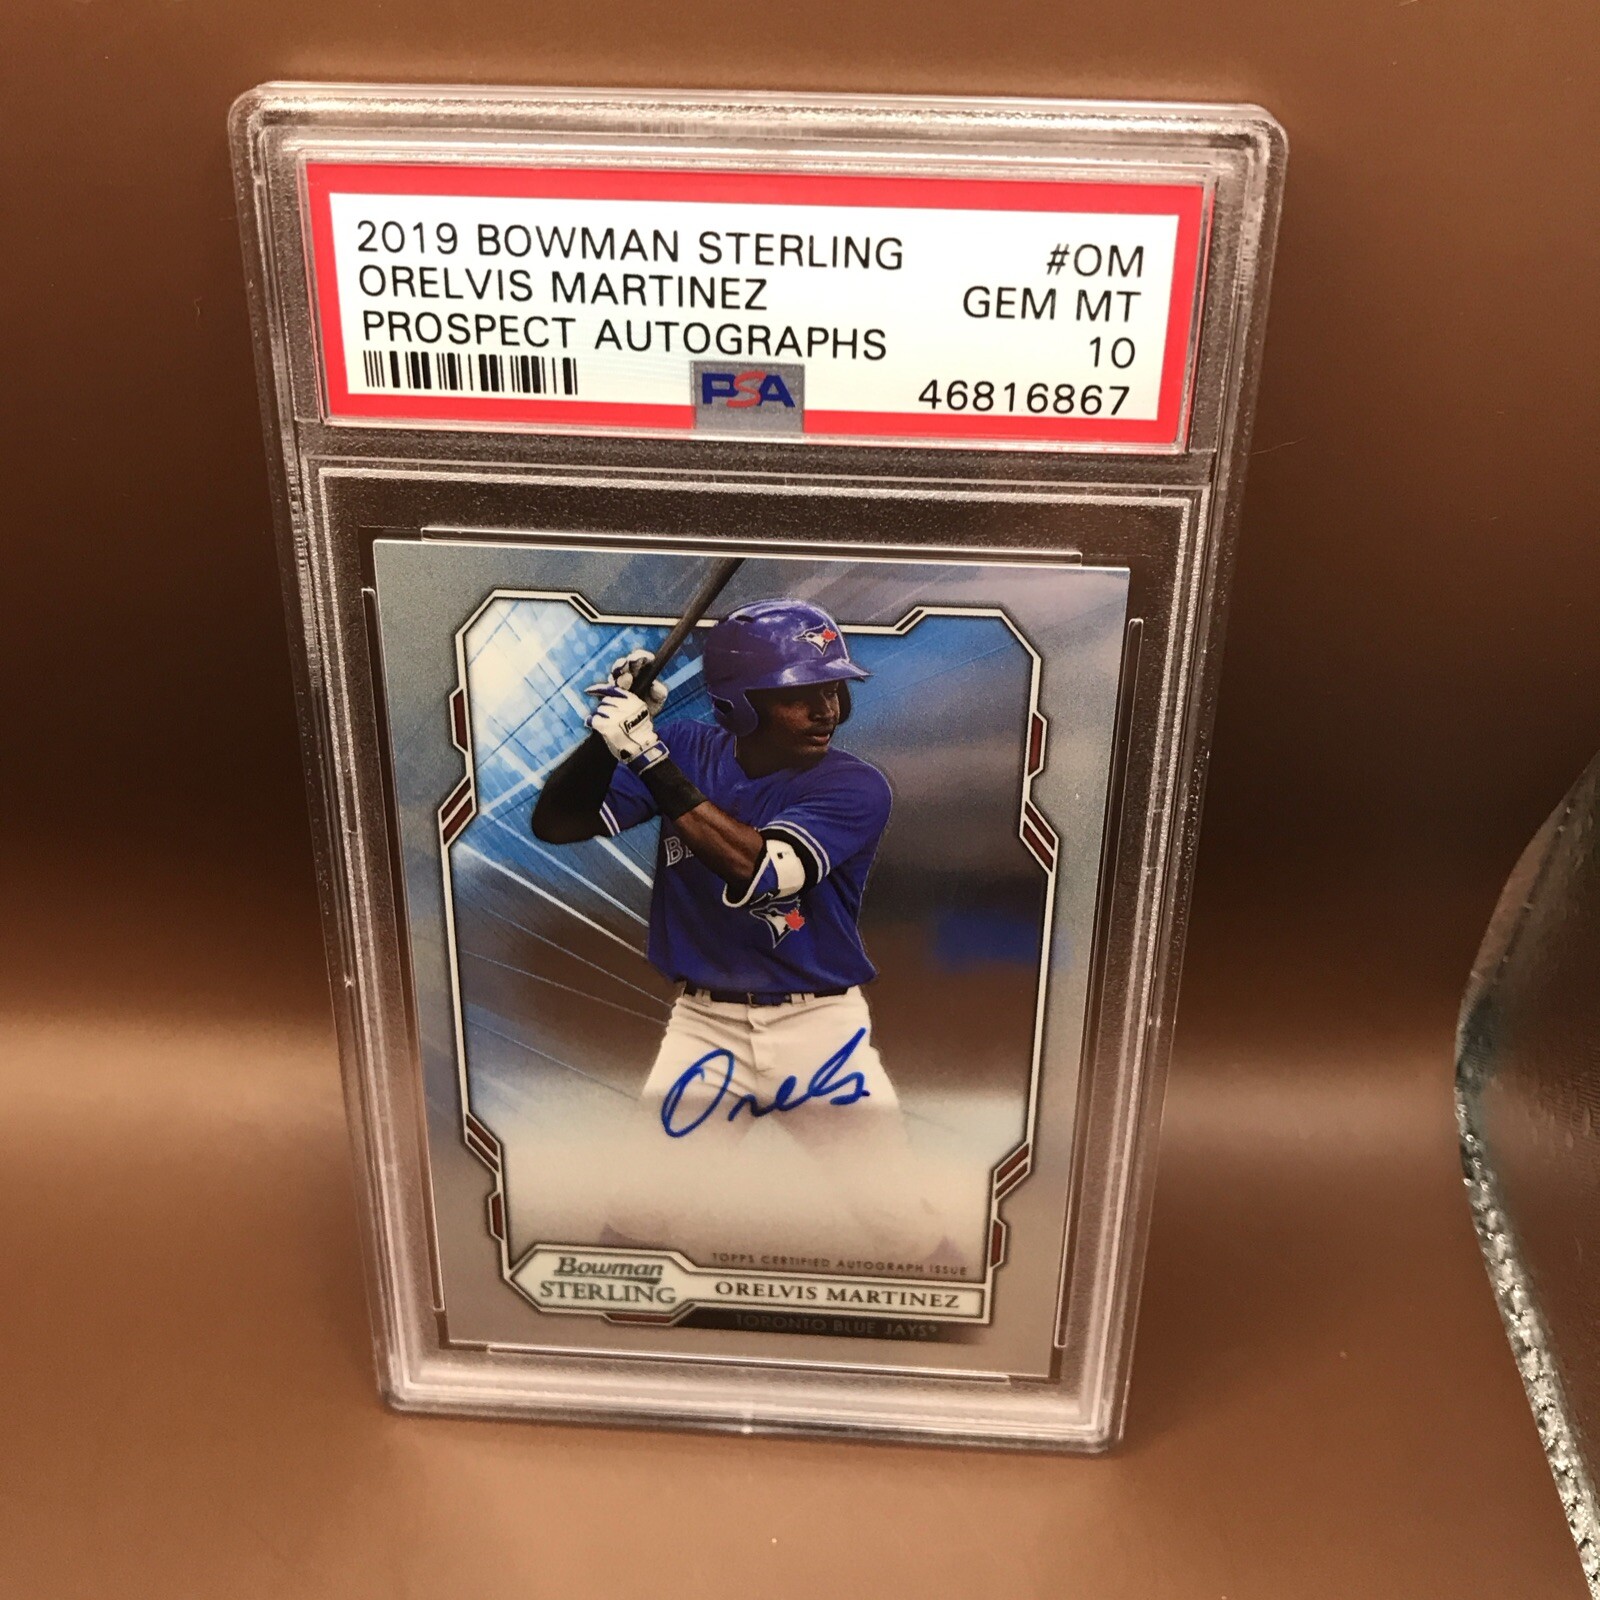 2019 BOWMAN STERLING #OM
ORELVIS MARTINEZ GEM MT
PROSPECT AUTOGRAPHS 10
PSA 46816867
Franklin
Orelvis
TOPPS CERTIFIED AUTOGRAPH ISSUE
Bowman
STERLING
ORELVIS MARTINEZ
TORONTO BLUE JAYS®